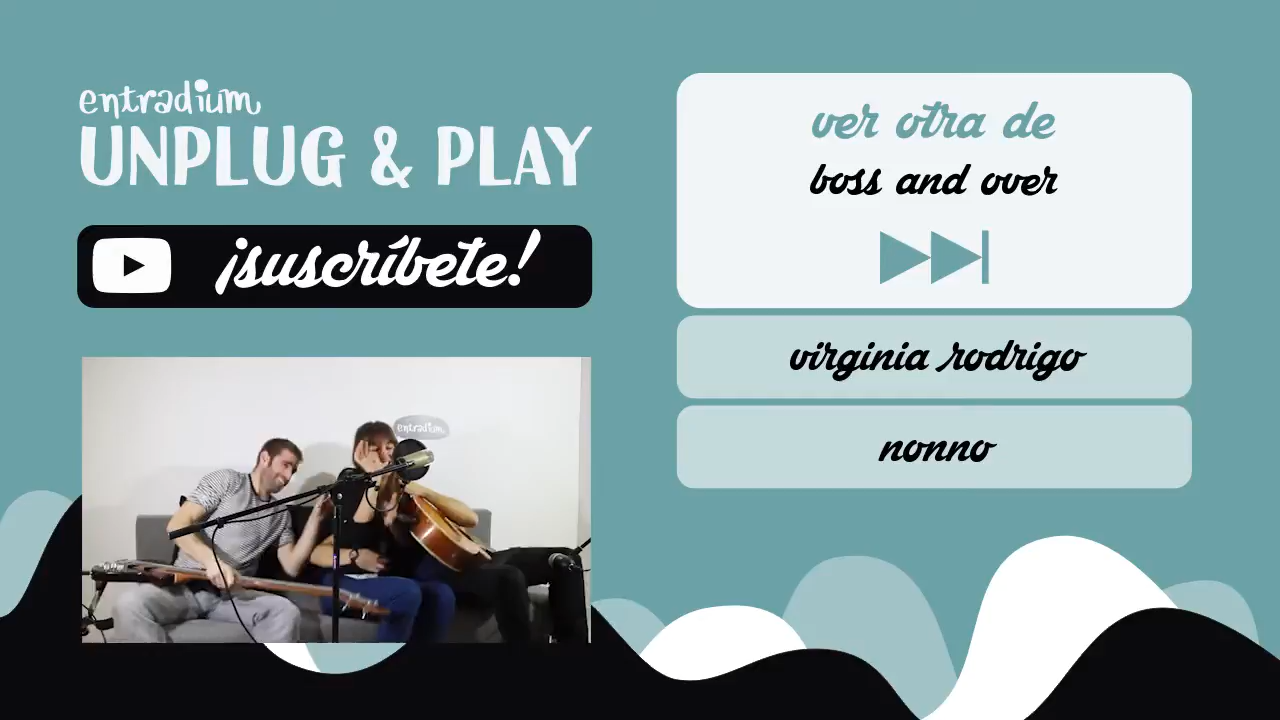 entradium
UNPLUG & PLAY
¡suscríbete!
entradium
ver otra de
boss and over
virginia rodrigo
nonno